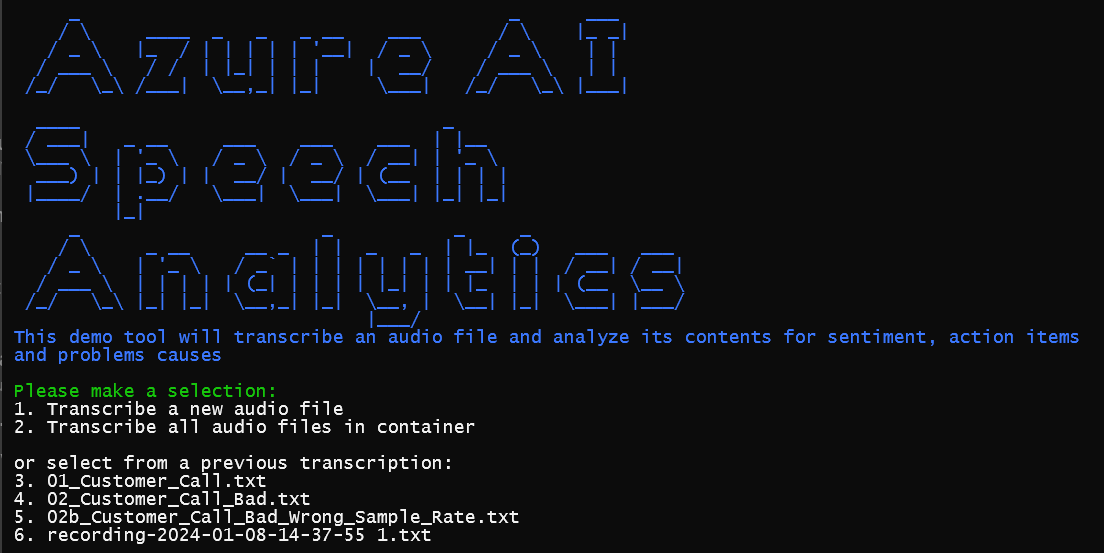 Azure AI
Speech
Analytics
This demo tool will transcribe an audio file and analyze its contents for sentiment, action items
and problems causes
Please make a selection:
1. Transcribe a new audio file
2. Transcribe all audio files in container
or select from a previous transcription:
3. 01_Customer_Call.txt
4. 02_Customer_Call_Bad.txt
5. 02b_Customer_Call_Bad_Wrong_Sample_Rate.txt
6. recording-2024-01-08-14-37-55 1.txt